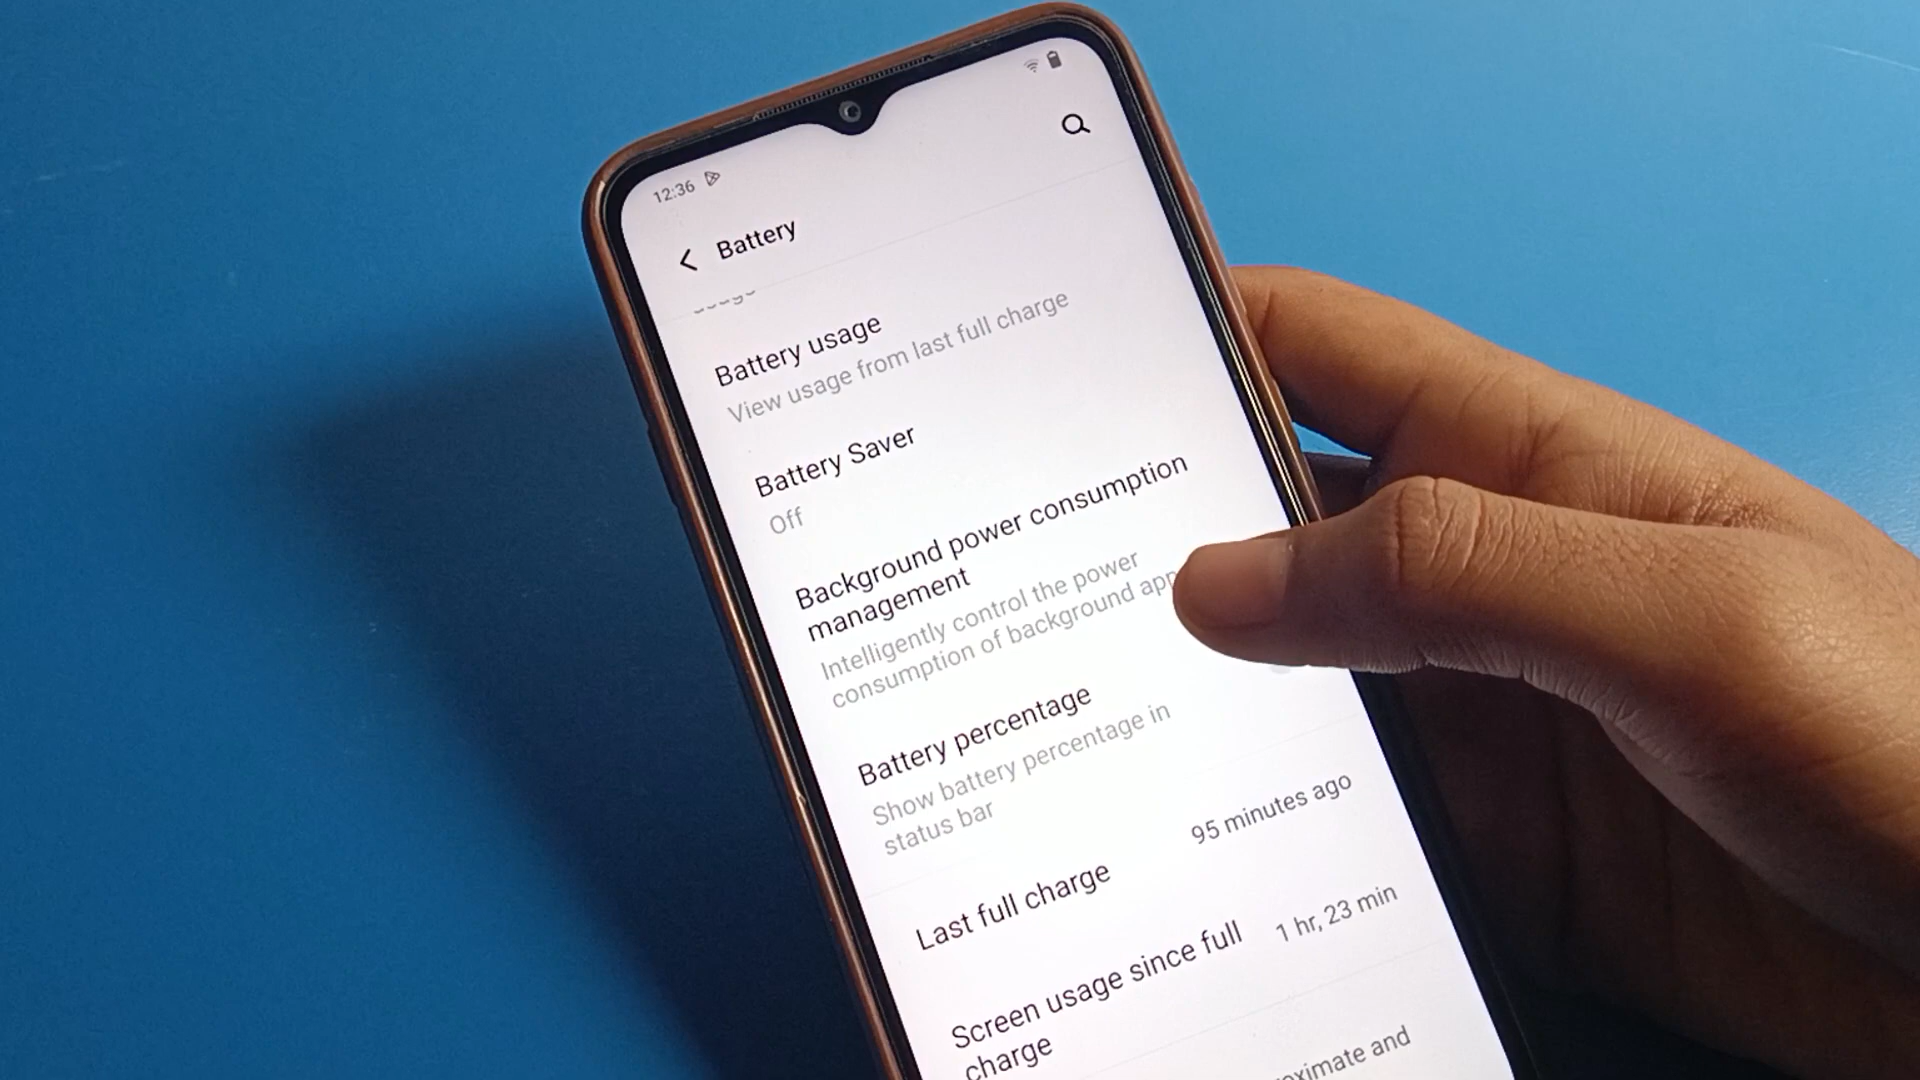 12:36
Battery
Battery usage
View usage from last full charge
Battery Saver
Off
Background power consumption
management
Intelligently control the power
consumption of background
Battery percentage
Show battery percentage in
status bar
Last full charge
95 minutes ago
Screen usage since full
charge
1 hr, 23 min
and